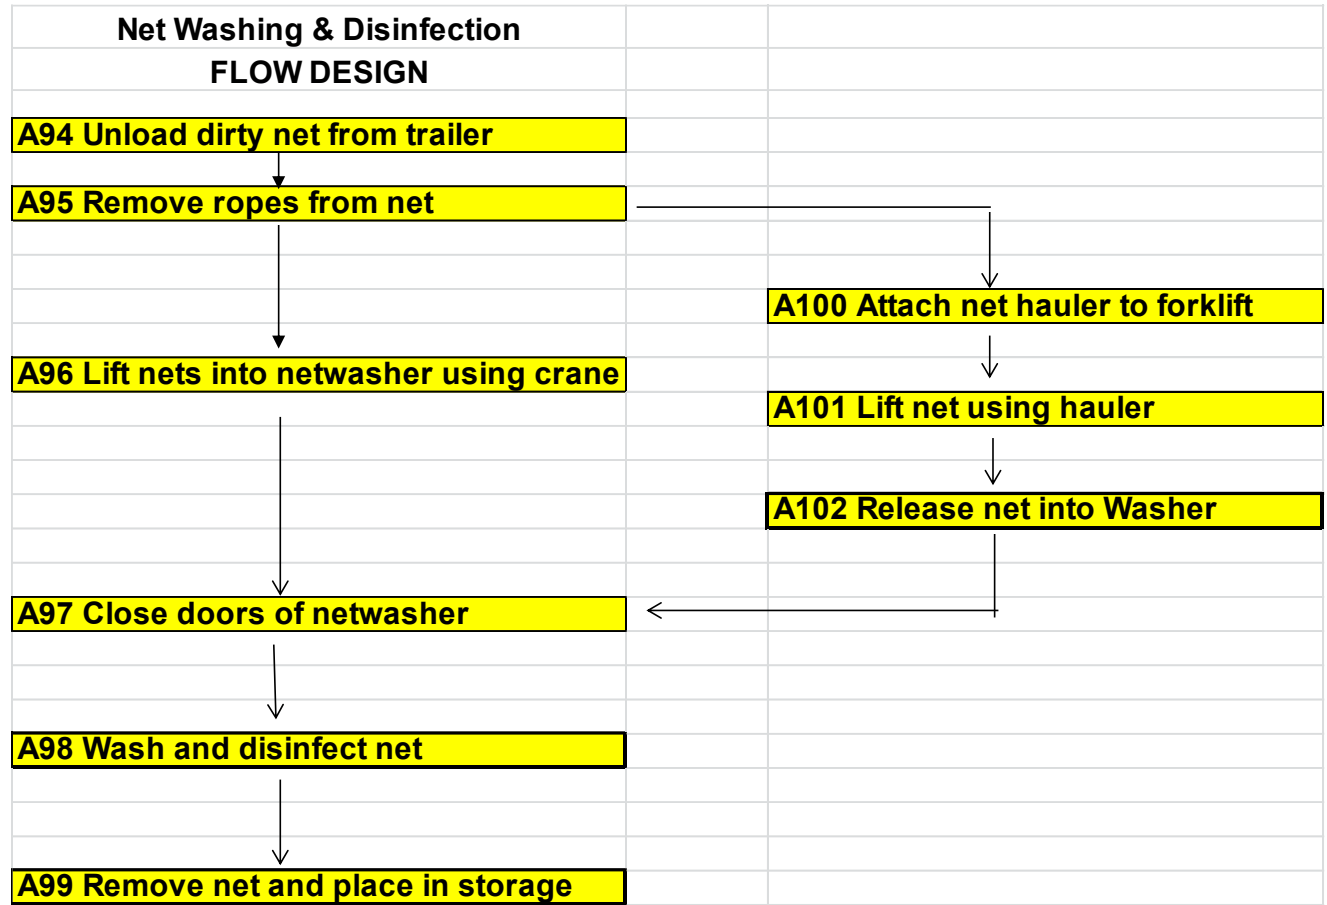 Net Washing & Disinfection
FLOW DESIGN
A94 Unload dirty net from trailer
A95 Remove ropes from net
A100 Attach net hauler to forklift
A96 Lift nets into netwasher using crane
A101 Lift net using hauler
A102 Release net into Washer
A97 Close doors of netwasher
A98 Wash and disinfect net
A99 Remove net and place in storage